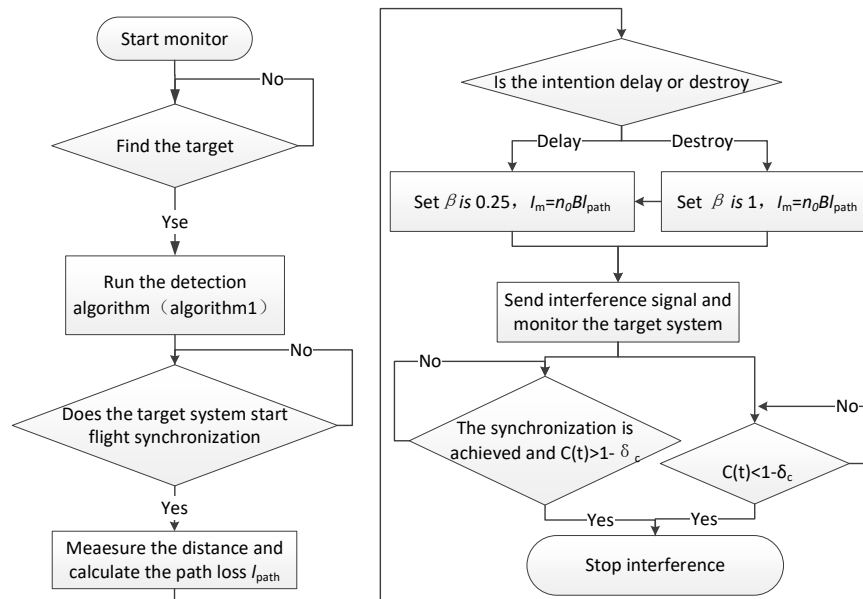 Start monitor
No
Find the target
Yse
Run the detection
algorithm（algorithm1）
No
Does the target system start
flight synchronization
Yes
Meaesure the distance and
calculate the path loss lpath
Is the intention delay or destroy
Delay
Destroy
Set β is 0.25， Im=n0Blpath
Set β is 1， Im=n0Blpath
Send interference signal and
monitor the target system
No
No
The synchronization is
achieved and C(t)>1- δc
C(t)<1-δc
Yes
Yes
Stop interference